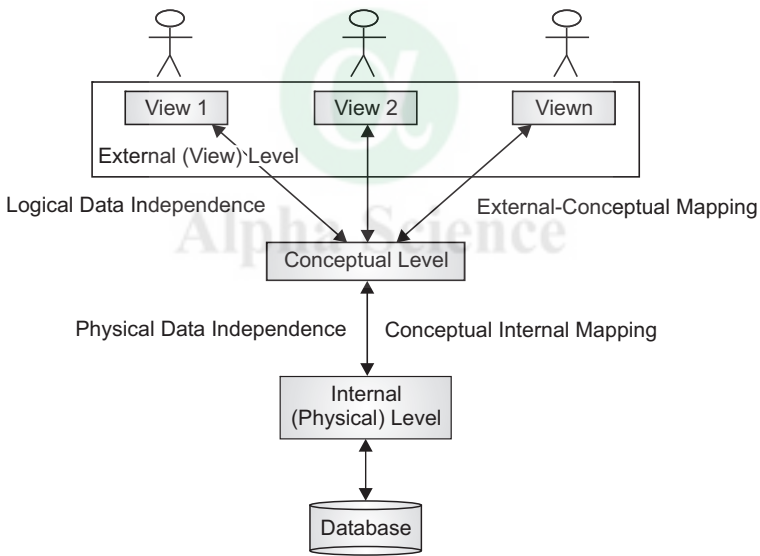 View 1
View 2
Viewn
External (View) Level
Logical Data Independence
External-Conceptual Mapping
Alpha Science
Conceptual Level
Physical Data Independence
Conceptual Internal Mapping
Internal
(Physical) Level
Database